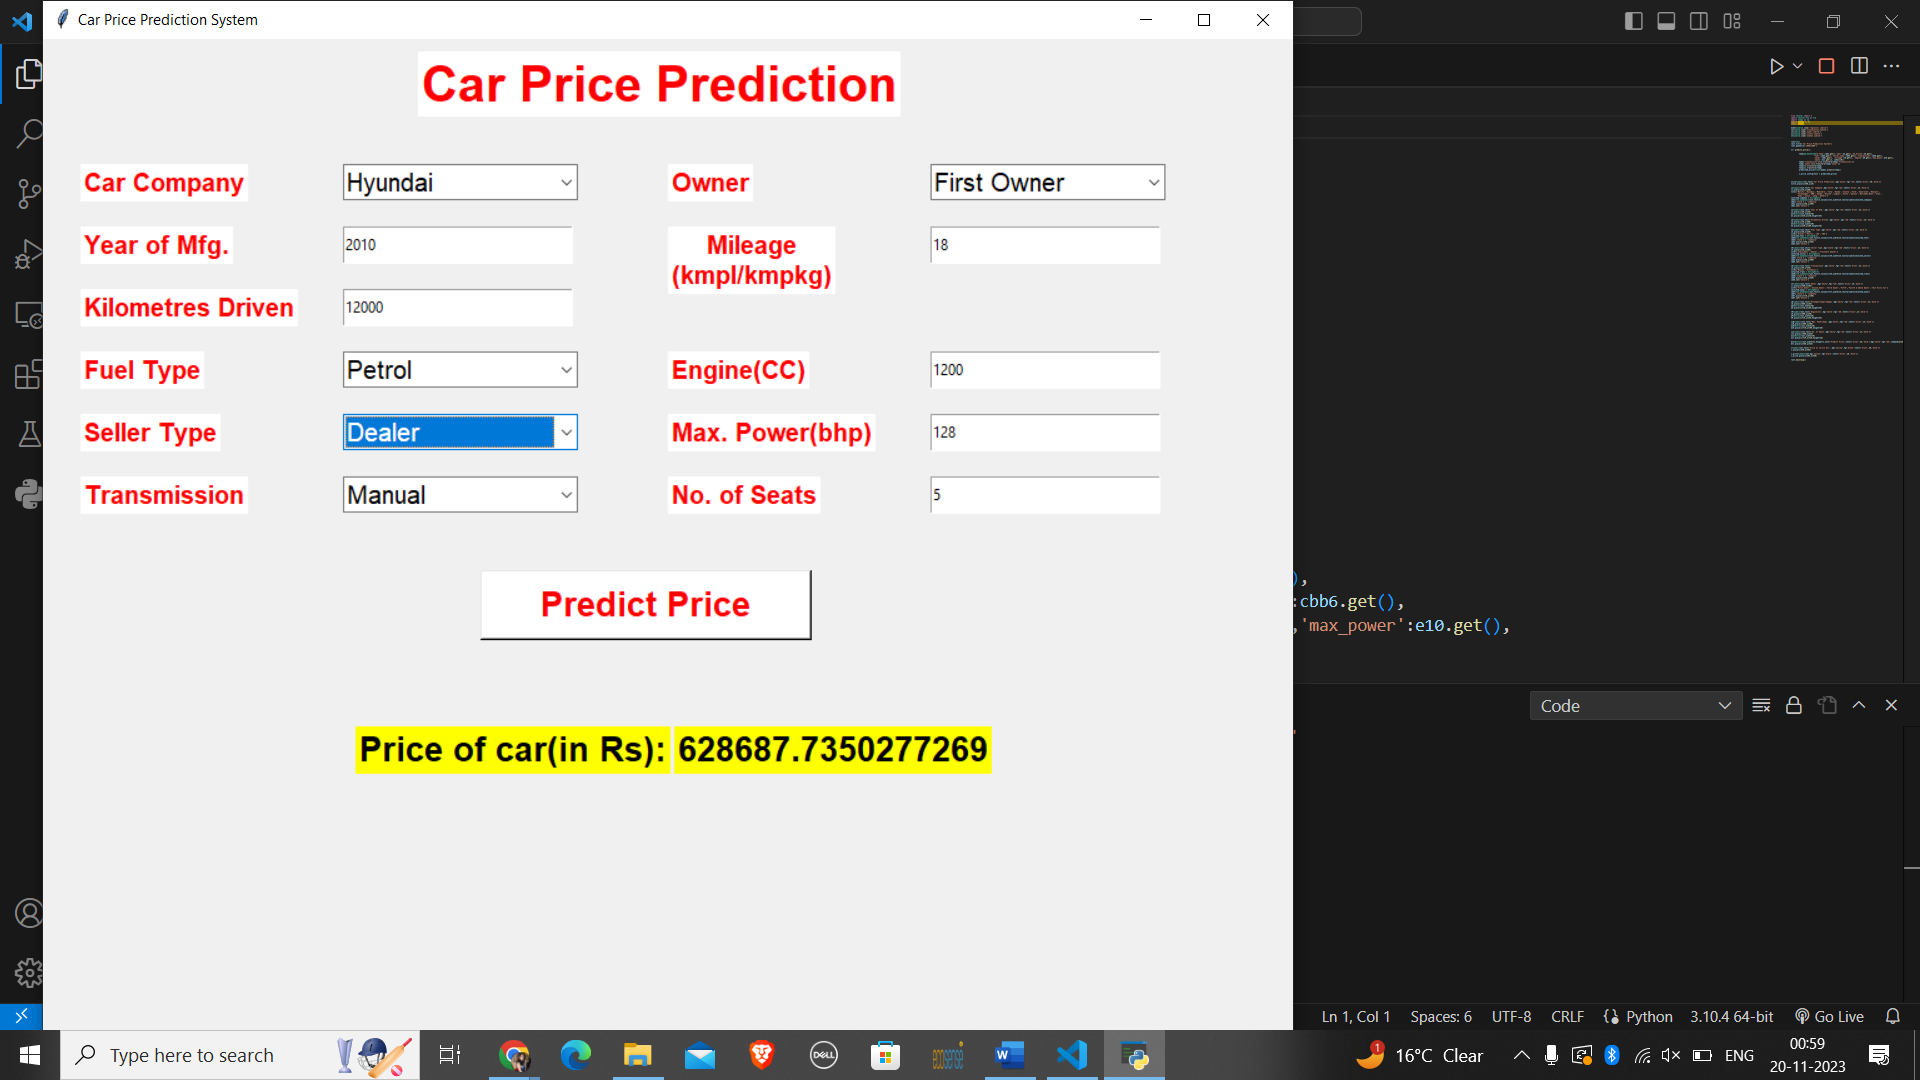 Car Price Prediction System
Car Price Prediction
Car Company Hyundai Owner First Owner
Year of Mfg. 2010 Mileage 18
(kmpl/kmpkg)
Kilometres Driven 12000
Fuel Type Petrol Engine(CC) 1200
Seller Type Dealer Max. Power(bhp) 128
Transmission Manual No. of Seats 5
),
:cbb6.get(),
,'max_power':e10.get(),
Predict Price
Code
Price of car(in Rs): 628687.7350277269
Ln 1, Col 1 Spaces: 6 UTF-8 CRLF Python 3.10.4 64-bit Go Live
Type here to search
DELL
1
16°C Clear
ENG
00:59
20-11-2023